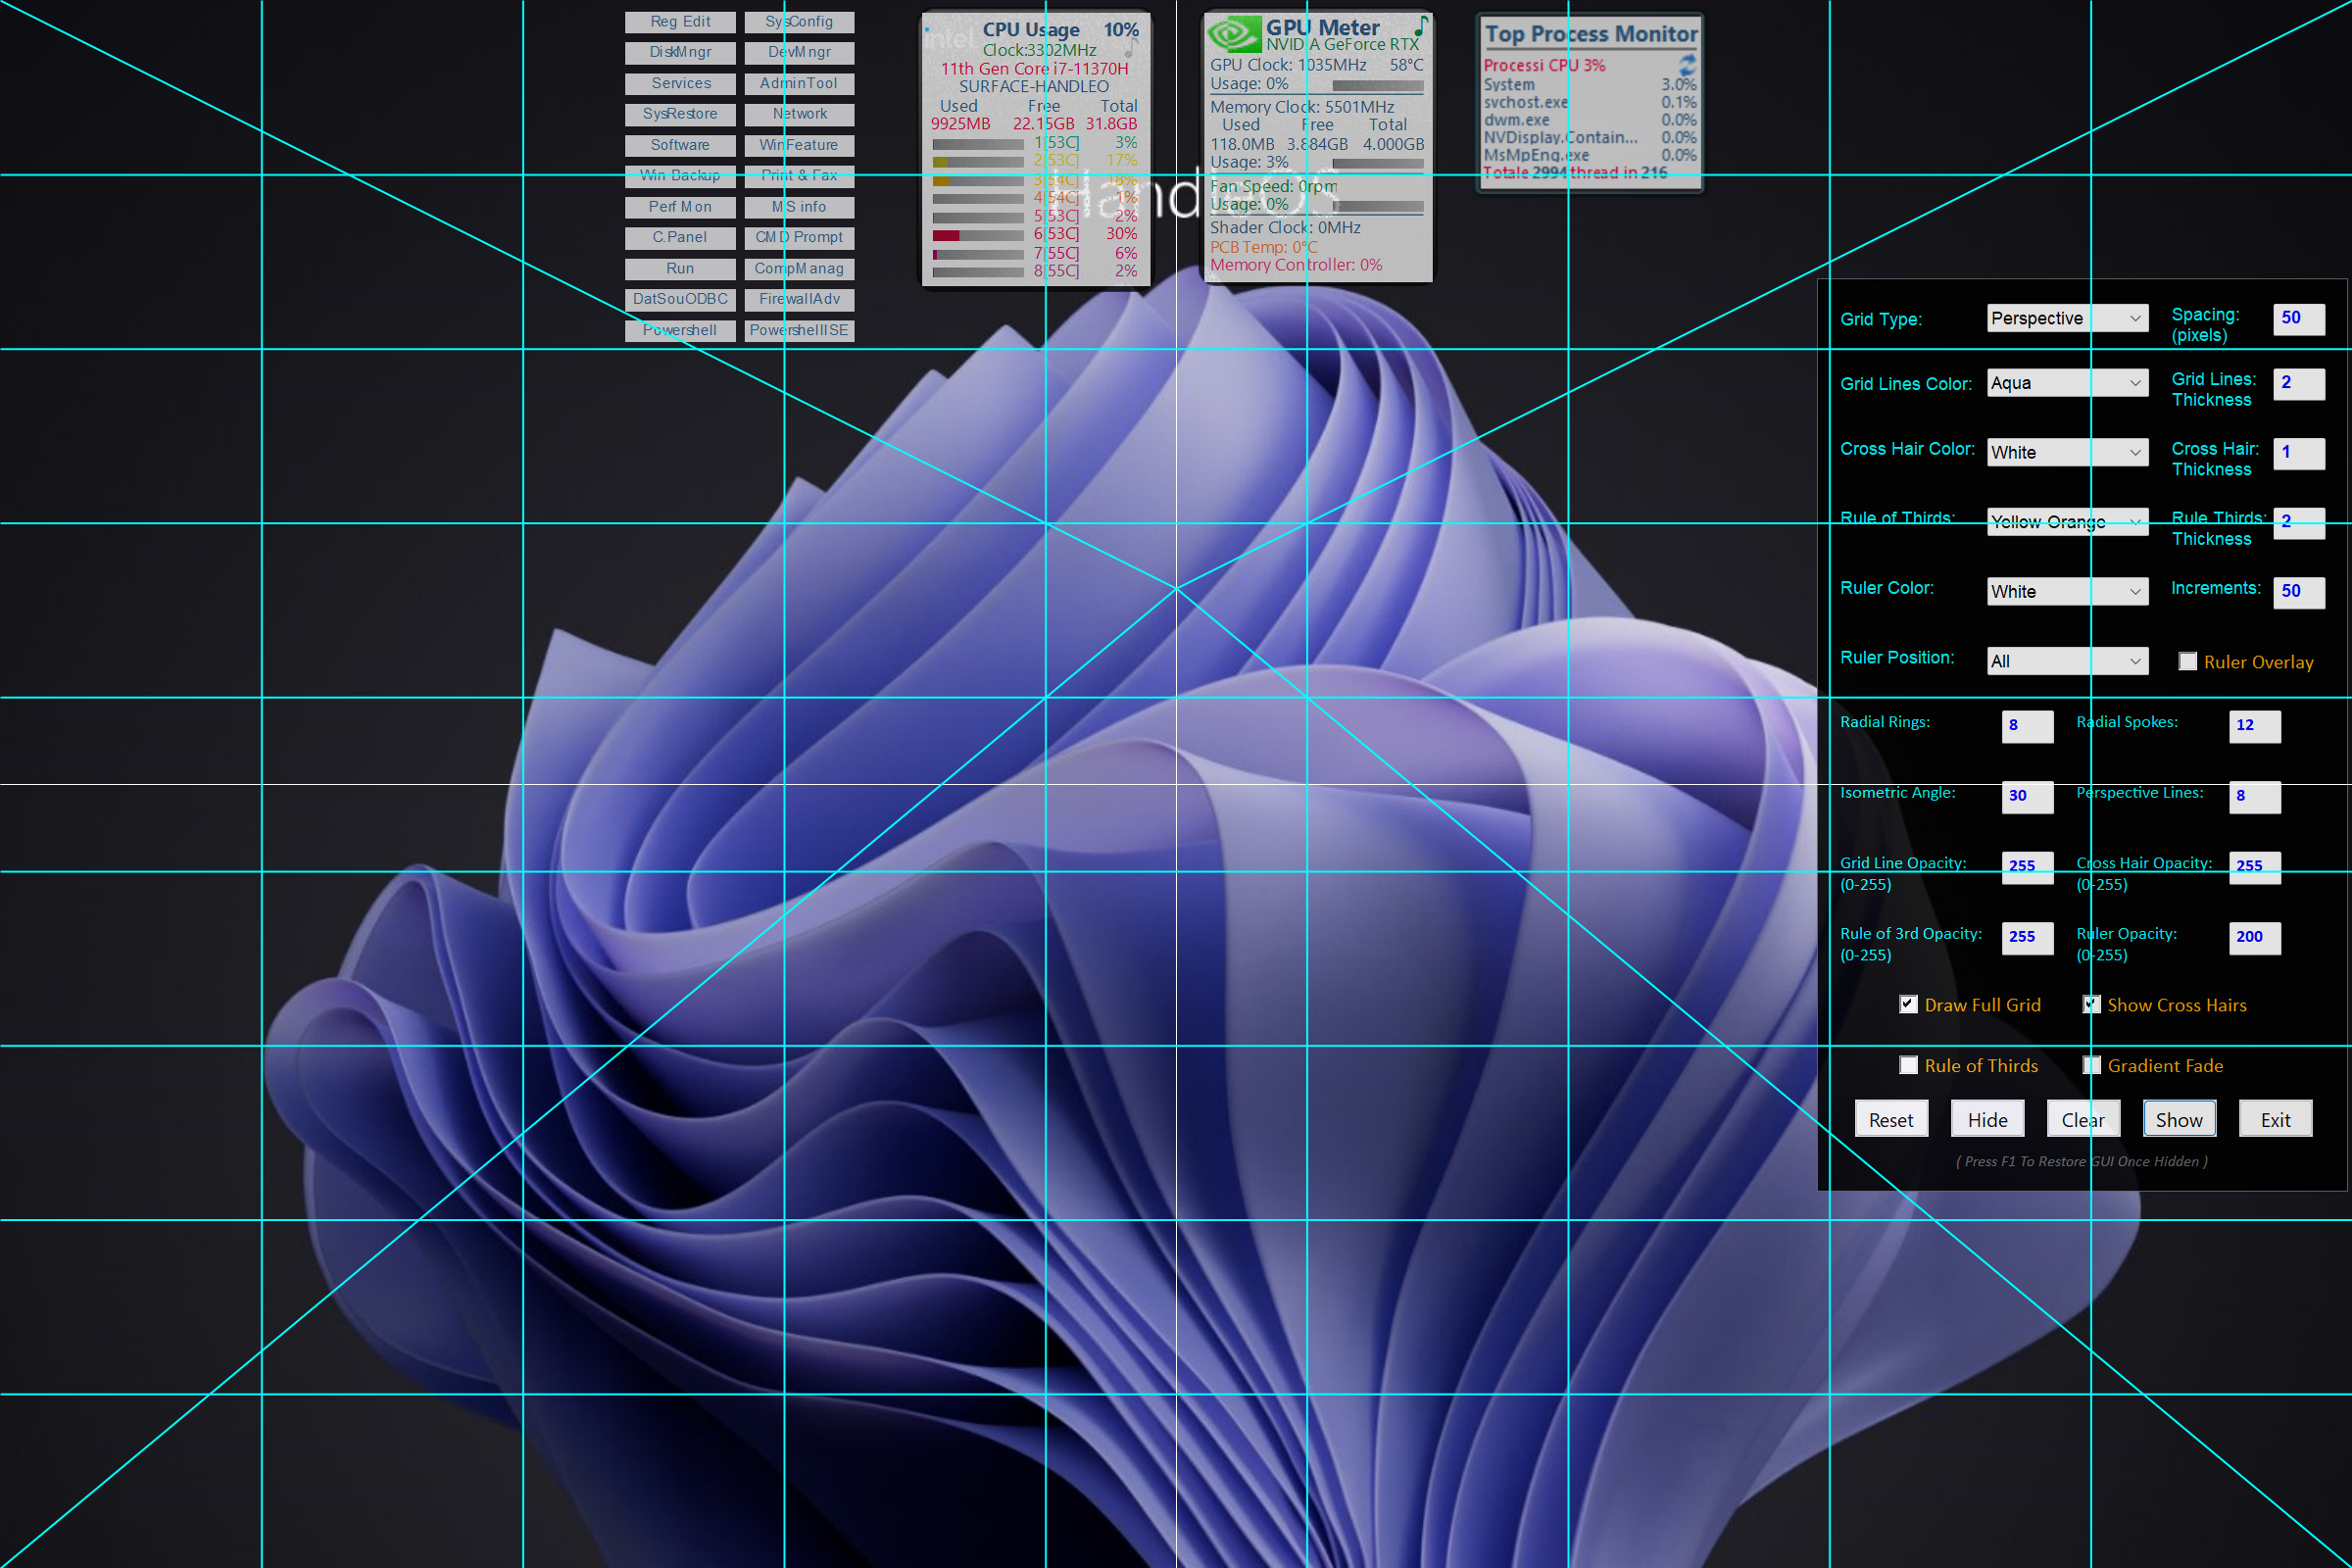 Reg Edit
SysConfig
DiskMngr
DevMngr
Services
AdminTool
SysRestore
Network
Software
WinFeature
Win Backup
Print & Fax
Perf Mon
MS info
C.Panel
CMD Prompt
Run
CompManag
DatSouODBC
FirewallAdv
Powershell
PowershellISE
intel
CPU Usage 10%
Clock:3302MHz
11th Gen Core i7-11370H
SURFACE-HANDLEO
Used Free Total
9925MB 22.15GB 31.8GB
1[53C] 3%
2[53C] 17%
3[54C] 18%
4[54C] 1%
5[53C] 2%
6[53C] 30%
7[55C] 6%
8[55C] 2%
HandleOS
GPU Meter
NVIDIA GeForce RTX
GPU Clock: 1035MHz 58°C
Usage: 0%
Memory Clock: 5501MHz
Used Free Total
118.0MB 3.884GB 4.000GB
Usage: 3%
Fan Speed: 0rpm
Usage: 0%
Shader Clock: 0MHz
PCB Temp: 0°C
Memory Controller: 0%
Top Process Monitor
Processi CPU 3%
System 3.0%
svchost.exe 0.1%
dwm.exe 0.0%
NVDisplay.Contain... 0.0%
MsMpEng.exe 0.0%
Totale 2994 thread in 216
Grid Type: Perspective Spacing: 50
(pixels)
Grid Lines Color: Aqua Grid Lines: 2
Thickness
Cross Hair Color: White Cross Hair: 1
Thickness
Rule of Thirds: Yellow Orange Rule Thirds: 2
Thickness
Ruler Color: White Increments: 50
Ruler Position: All Ruler Overlay
Radial Rings: 8 Radial Spokes: 12
Isometric Angle: 30 Perspective Lines: 8
Grid Line Opacity: 255 Cross Hair Opacity: 255
(0-255) (0-255)
Rule of 3rd Opacity: 255 Ruler Opacity: 200
(0-255) (0-255)
Draw Full Grid Show Cross Hairs
Rule of Thirds Gradient Fade
Reset Hide Clear Show Exit
( Press F1 To Restore GUI Once Hidden )